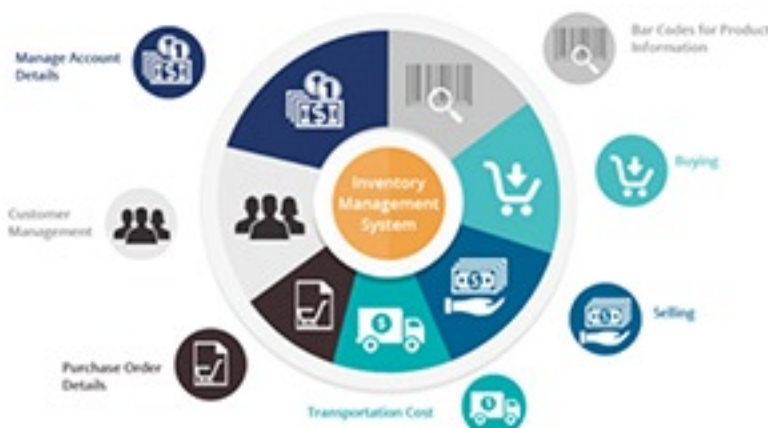 Manage Account
Details
Bar Codes for Product
Information
Buying
Inventory
Management
System
Customer
Management
Selling
Purchase Order
Details
Transportation Cost